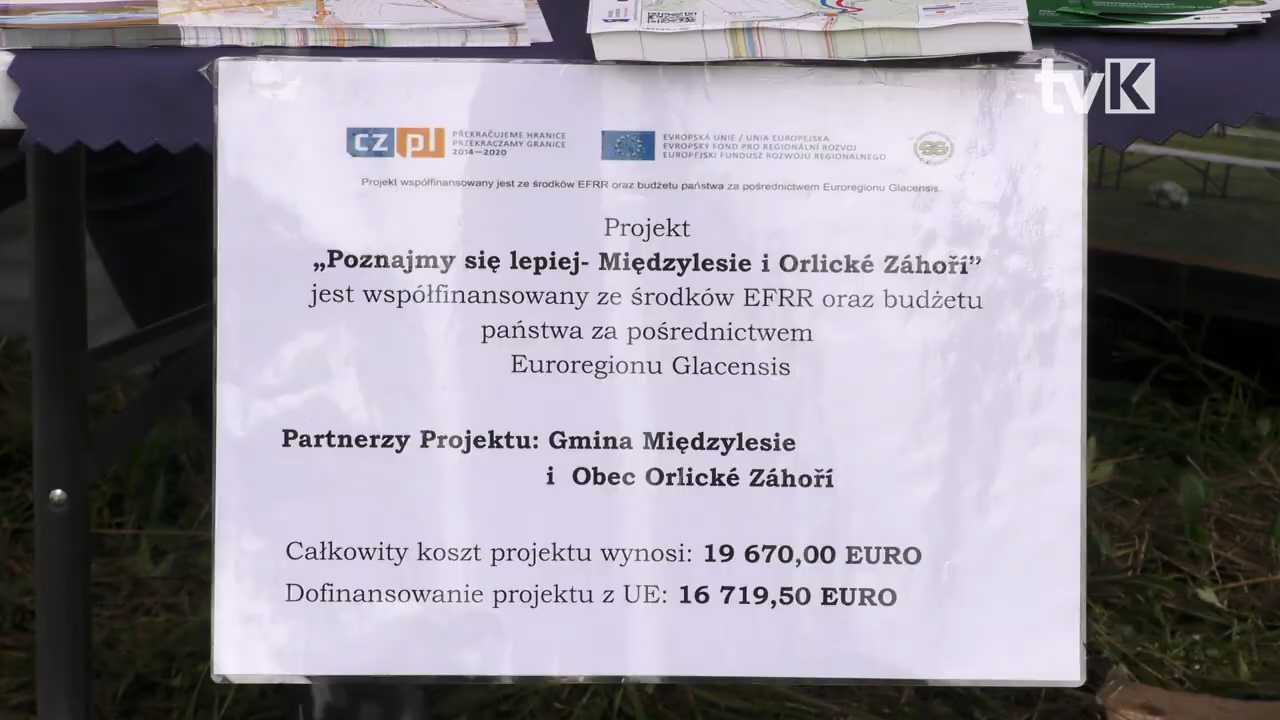 tvK
cz pl
PŘEKRAČUJEME HRANICE
PRZEKRACZAMY GRANICE
2014—2020
EVROPSKÁ UNIE / UNIA EUROPEJSKA
EVROPSKÝ FOND PRO REGIONÁLNÍ ROZVOJ
EUROPEJSKI FUNDUSZ ROZWOJU REGIONALNEGO
Projekt współfinansowany jest ze środków EFRR oraz budżetu państwa za pośrednictwem Euroregionu Glacensis.
Projekt
„Poznajmy się lepiej- Międzylesie i Orlické Záhoří”
jest współfinansowany ze środków EFRR oraz budżetu
państwa za pośrednictwem
Euroregionu Glacensis
Partnerzy Projektu: Gmina Międzylesie
i Obec Orlické Záhoří
Całkowity koszt projektu wynosi: 19 670,00 EURO
Dofinansowanie projektu z UE: 16 719,50 EURO